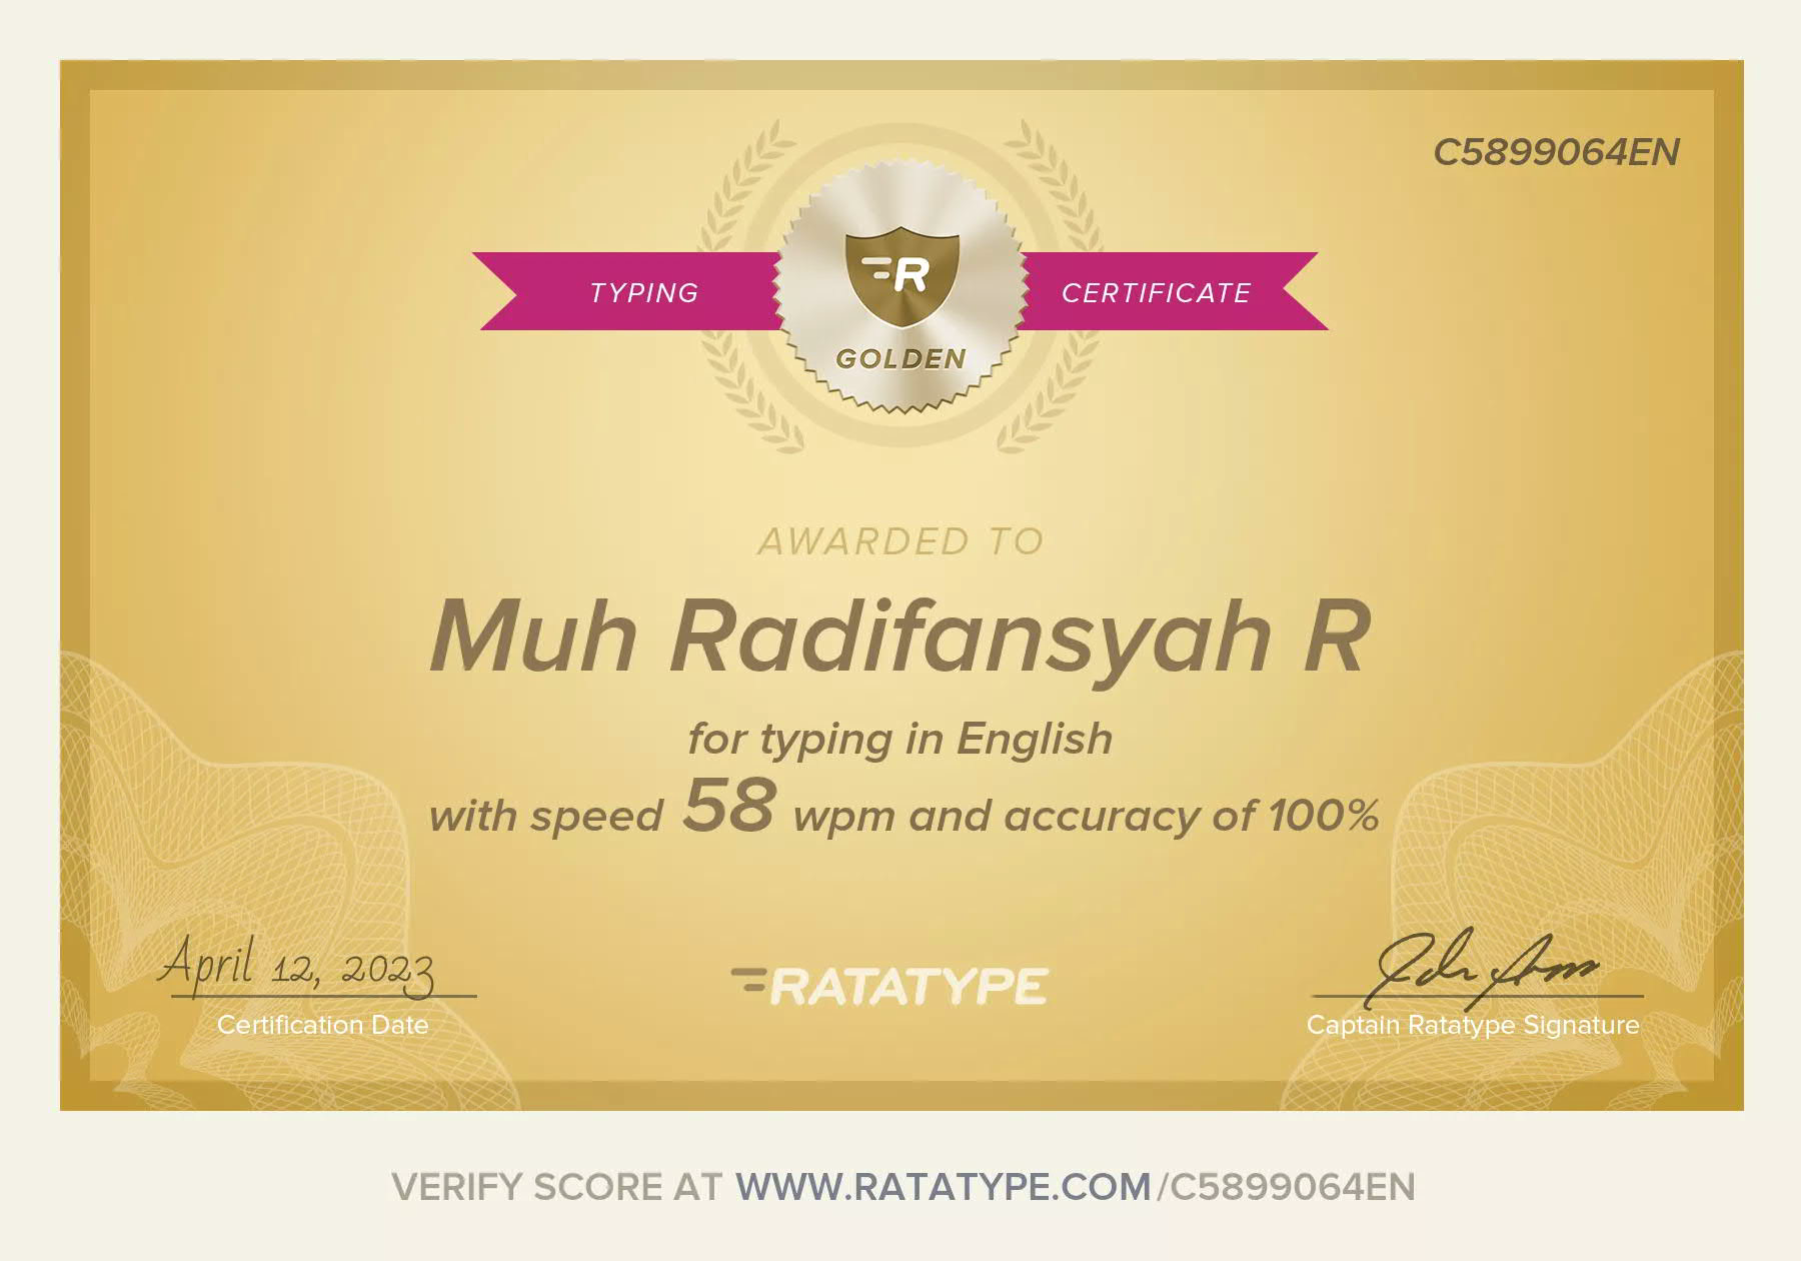 C5899064EN
TYPING
R
CERTIFICATE
GOLDEN
AWARDED TO
Muh Radifansyah R
for typing in English
with speed 58 wpm and accuracy of 100%
April 12, 2023
Certification Date
RATATYPE
Captain Ratatype Signature
VERIFY SCORE AT WWW.RATATYPE.COM/C5899064EN